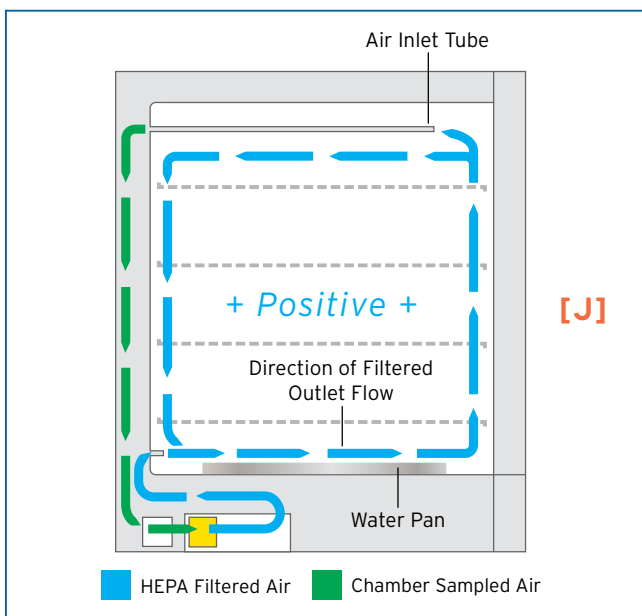 Air Inlet Tube
+ Positive +
[J]
Direction of Filtered
Outlet Flow
Water Pan
HEPA Filtered Air
Chamber Sampled Air